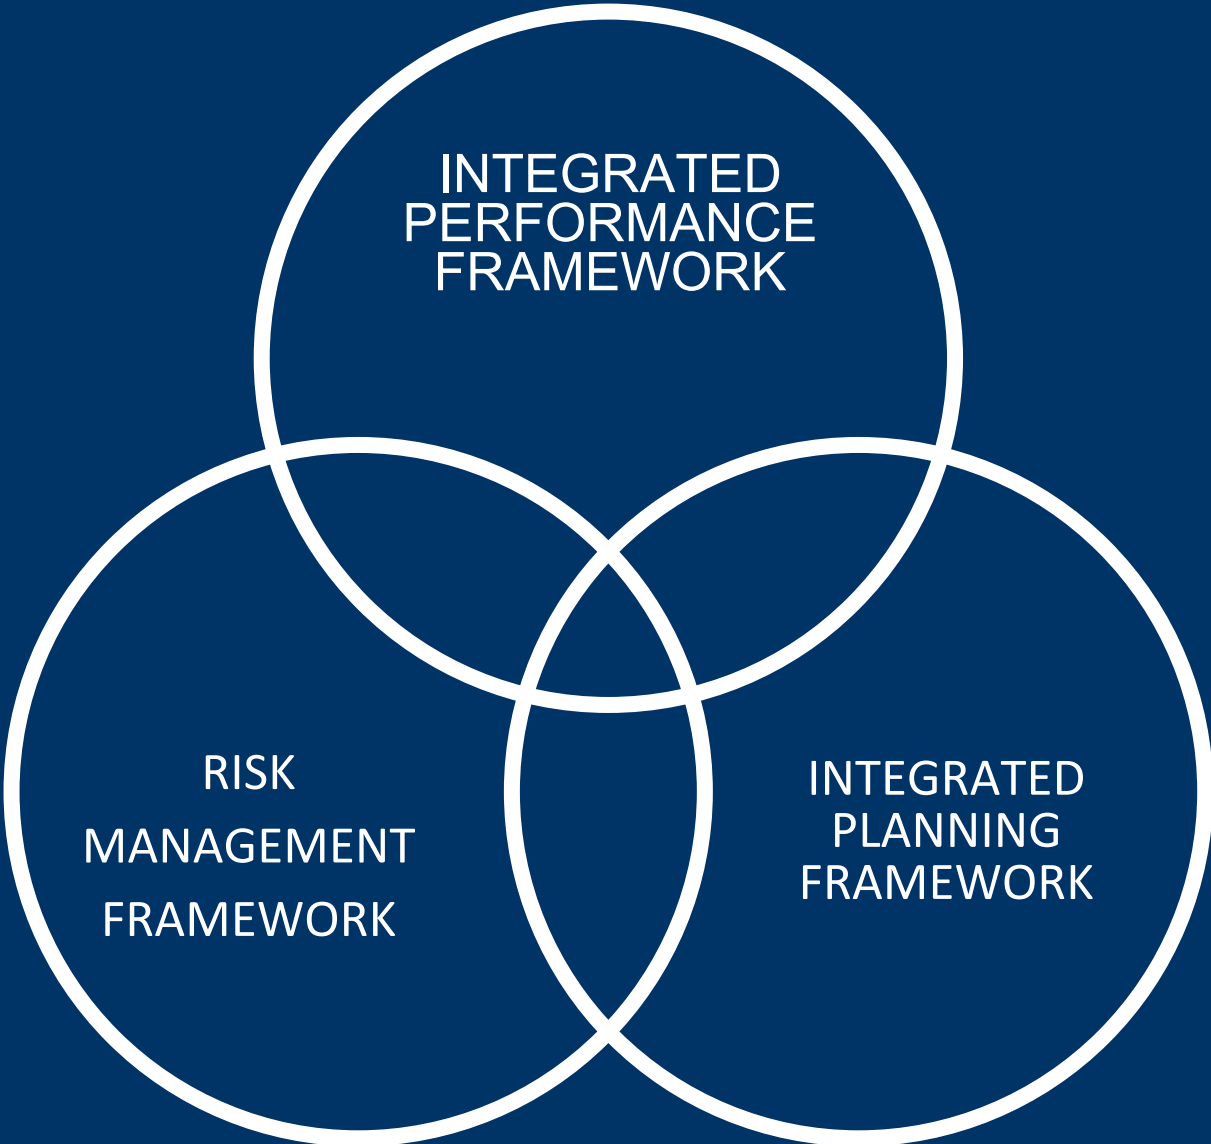 INTEGRATED
PERFORMANCE
FRAMEWORK
RISK
MANAGEMENT
FRAMEWORK
INTEGRATED
PLANNING
FRAMEWORK